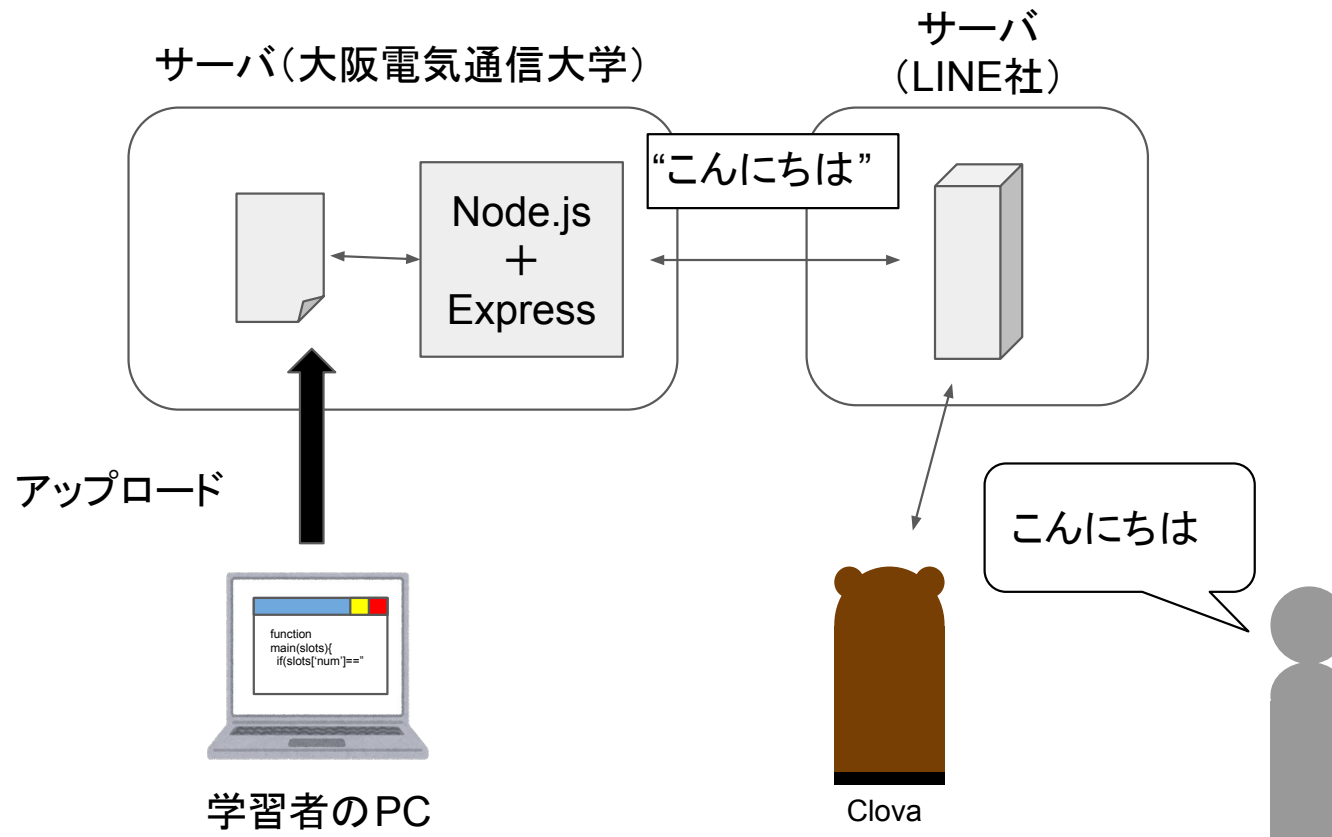 サーバ（大阪電気通信大学）
サーバ
（LINE社）
“こんにちは”
Node.js
＋
Express
アップロード
こんにちは
function
main(slots){
if(slots['num']==”
学習者のPC
Clova